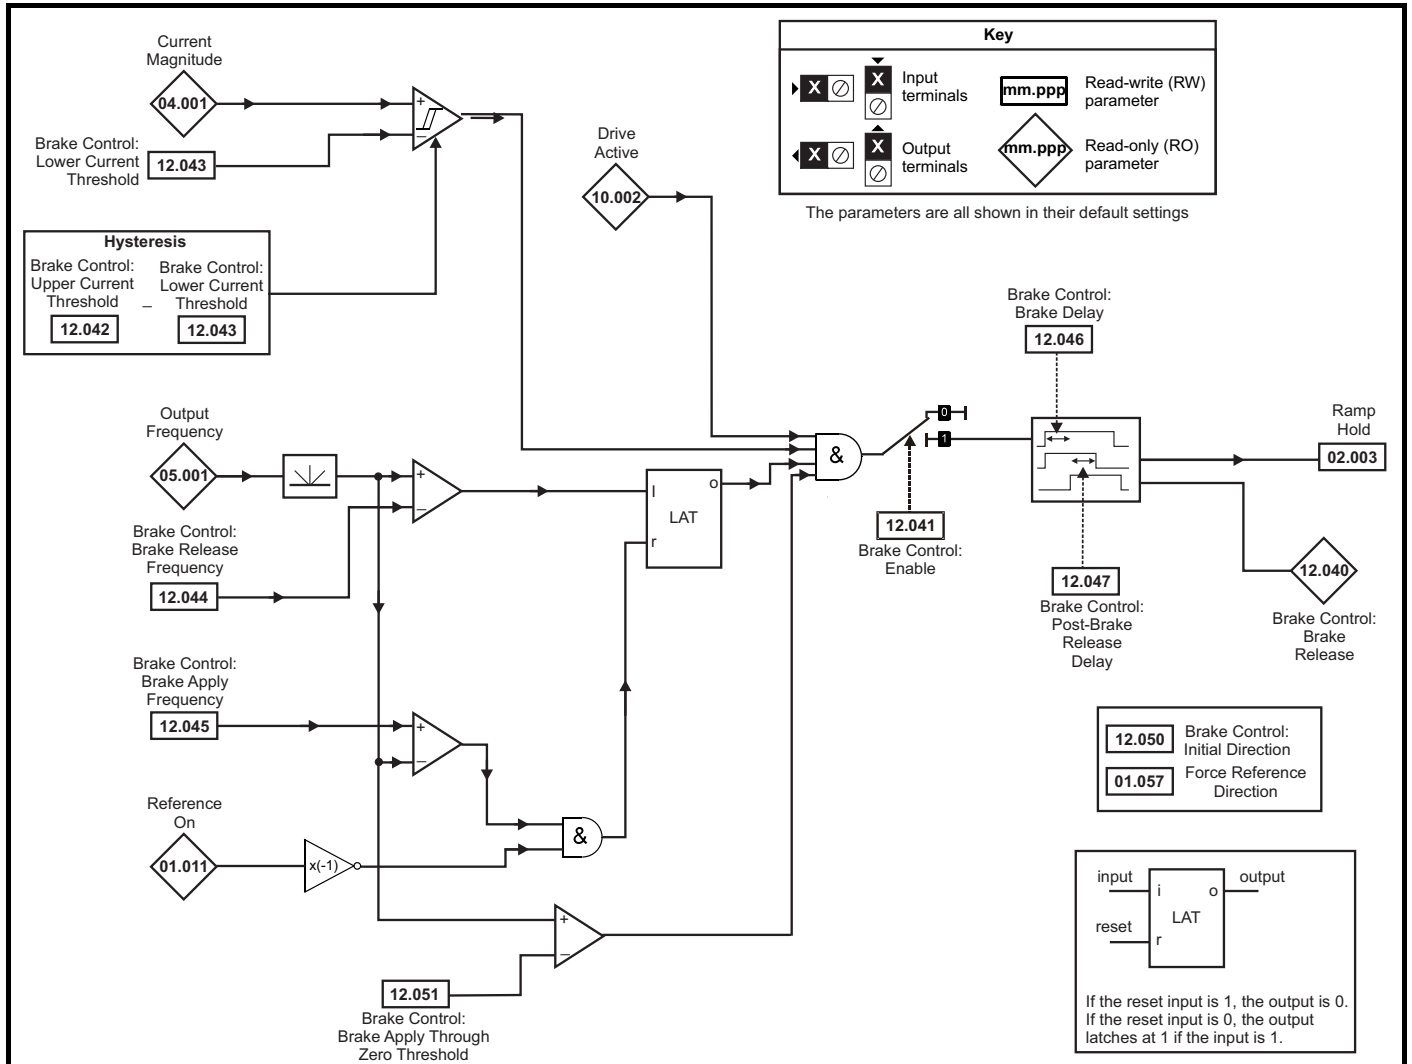 Current
Magnitude
04.001
+
–
Brake Control:
Lower Current
Threshold
12.043
Hysteresis
Brake Control:
Upper Current
Threshold
12.042
–
Brake Control:
Lower Current
Threshold
12.043
Drive
Active
10.002
Key
X
X
Input
terminals
mm.ppp
Read-write (RW)
parameter
X
X
Output
terminals
mm.ppp
Read-only (RO)
parameter
The parameters are all shown in their default settings
Output
Frequency
05.001
+
–
Brake Control:
Brake Release
Frequency
12.044
I
o
LAT
r
&
0
1
12.041
Brake Control:
Enable
Brake Control:
Brake Delay
12.046
12.047
Brake Control:
Post-Brake
Release
Delay
Ramp
Hold
02.003
12.040
Brake Control:
Brake
Release
Brake Control:
Brake Apply
Frequency
12.045
+
–
Reference
On
01.011
x(-1)
&
+
–
12.051
Brake Control:
Brake Apply Through
Zero Threshold
12.050
Brake Control:
Initial Direction
01.057
Force Reference
Direction
input
i
o
output
LAT
reset
r
If the reset input is 1, the output is 0.
If the reset input is 0, the output
latches at 1 if the input is 1.